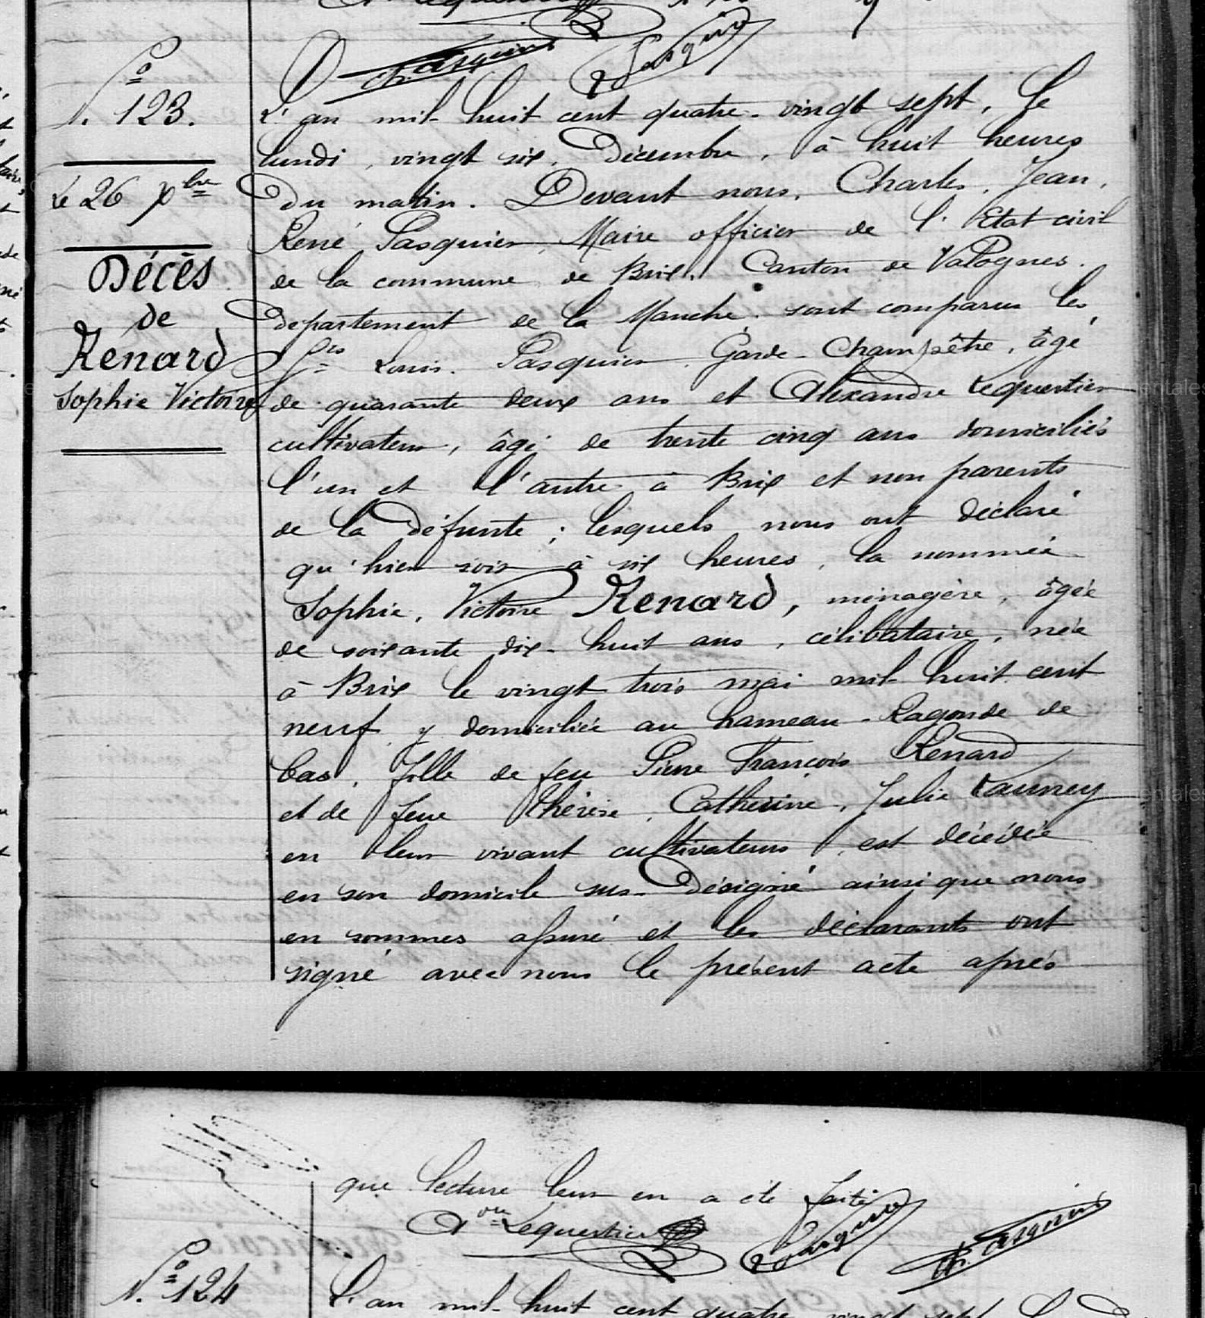 No 123.
Le 26 Xbre
Décès
de
Renard
Sophie Victoire
L'an mil huit cent quatre-vingt sept, le
lundi, vingt six, Décembre, à huit heures
du matin. Devant nous, Charles, Jean,
René, Pasquier, Maire officier de l'Etat civil
de la commune de Brix, Canton de Valognes.
département de la Manche. sont comparus les
Srs Louis. Pasquier. Garde-Champêtre, âgé
de quarante deux ans et Alexandre Lequertier
cultivateur, âgé de trente cinq ans domiciliés
l'un et l'autre à Brix et non parents
de la défunte; lesquels nous ont déclaré
qu'hier soir à six heures, la nommée
Sophie, Victoire Renard, ménagère, âgée
de soixante dix-huit ans, célibataire, née
à Brix le vingt trois mai mil huit cent
neuf y domiciliée au hameau-Ragonde de
bas, fille de feu Pierre François Renard
et de feue Thérèse, Catherine, Julie Launey
en leur vivant cultivateurs, est décédée
en son domicile sus-désigné ainsi que nous
en sommes assuré et les déclarants ont
signé avec nous le présent acte après
que lecture leur en a été faite
Adre Lequertier L Pasquier Ch. Pasquier
No 124
L'an mil-huit cent quatre vingt sept